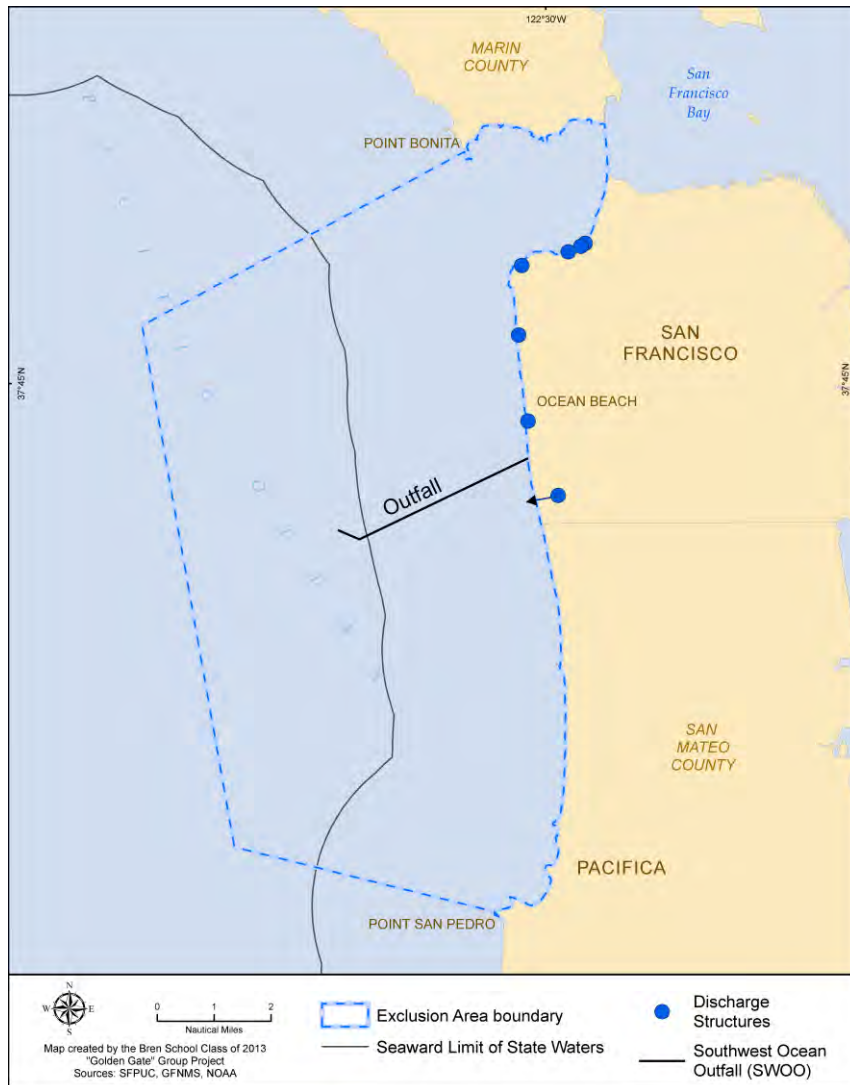 122°30'W
MARIN
COUNTY
San
Francisco
Bay
POINT BONITA
SAN
FRANCISCO
37°45'N
37°45'N
OCEAN BEACH
Outfall
SAN
MATEO
COUNTY
PACIFICA
POINT SAN PEDRO
N
W
E
S
0 1 2
Nautical Miles
Map created by the Bren School Class of 2013
"Golden Gate" Group Project
Sources: SFPUC, GFNMS, NOAA
Exclusion Area boundary
Seaward Limit of State Waters
Discharge
Structures
Southwest Ocean
Outfall (SWOO)